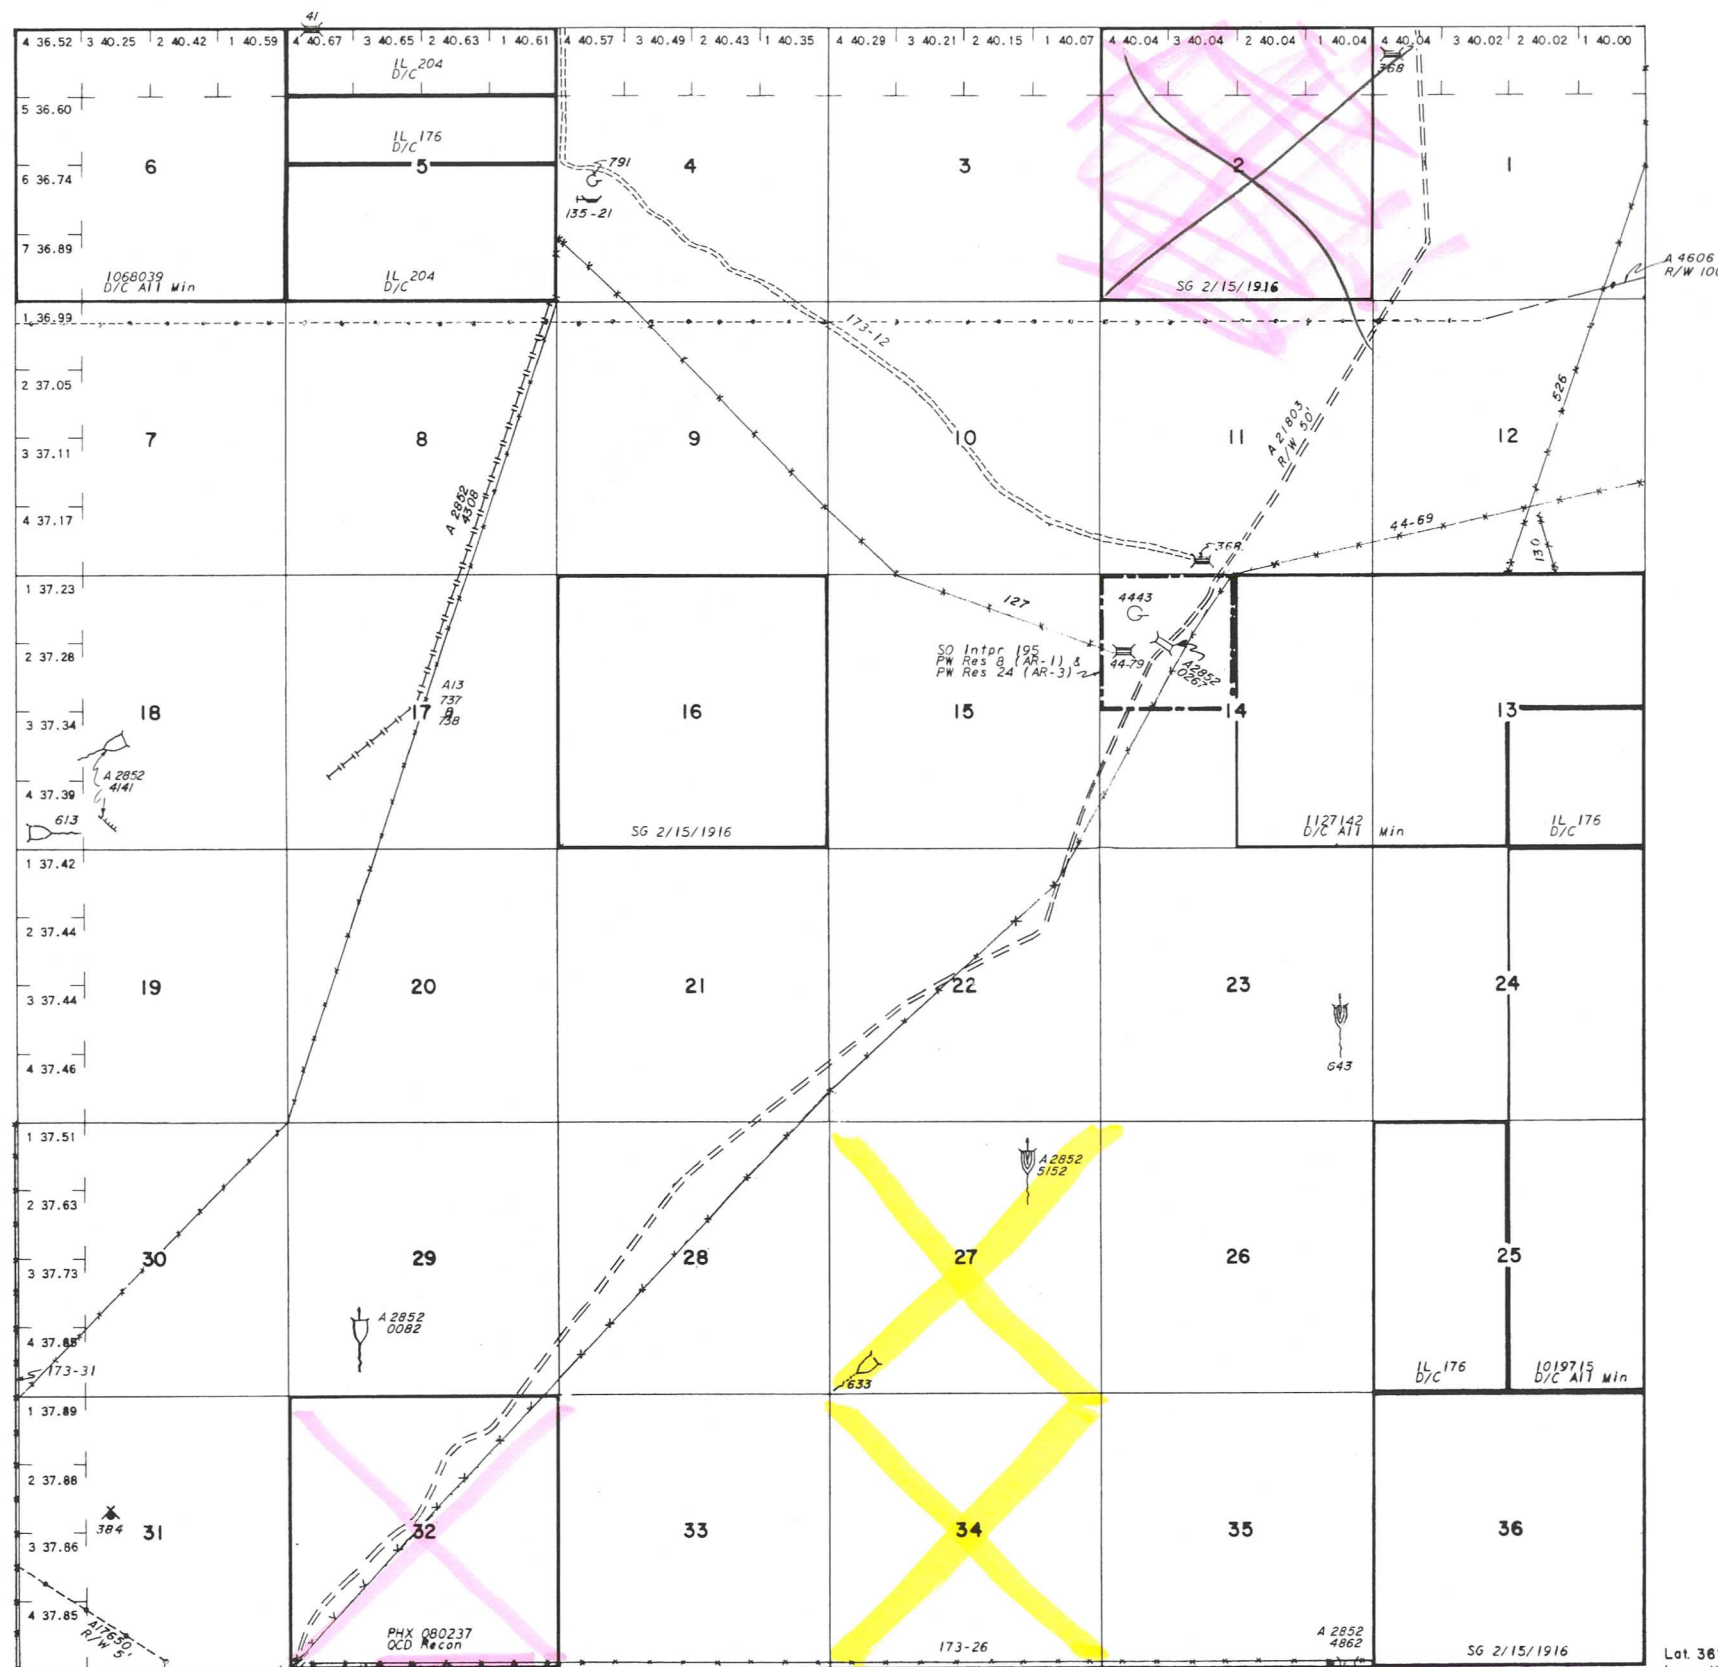 41
4 36.52 3 40.25 2 40.42 1 40.59 4 40.67 3 40.65 2 40.63 1 40.61 4 40.57 3 40.49 2 40.43 1 40.35 4 40.29 3 40.21 2 40.15 1 40.07 4 40.04 3 40.04 2 40.04 1 40.04 4 40.04 3 40.02 2 40.02 1 40.00
IL 204
D/C
368
5 36.60
IL 176
D/C
6 5 4 3 2 1
6 36.74
791
135-21
7 36.89
1068039
D/C All Min
IL 204
D/C
SG 2/15/1916
A 4606
1 36.99
173-12
2 37.05
526
A 21803
R/W 50'
7 8 9 10 11 12
3 37.11
A 2852
4308
4 37.17
44-69
368
130
1 37.23
4443
127
SO Intpr 195
PW Res 8 (AR-1) &
PW Res 24 (AR-3)
2 37.28
44-79
A2852
0267
A13
737
&
738
18 17 16 15 14 13
3 37.34
A 2852
4141
4 37.39
613
SG 2/15/1916
1127142
D/C All Min
IL 176
D/C
1 37.42
2 37.44
19 20 21 22 23 24
3 37.44
4 37.46
643
1 37.51
A 2852
5152
2 37.63
30 29 28 27 26 25
3 37.73
A 2852
0082
4 37.85
173-31
633
IL 176
D/C
1019715
D/C All Min
1 37.89
2 37.88
384
31 32 33 34 35 36
3 37.86
4 37.85
A17650
R/W 5'
PHX 080237
QCD Recon
173-26
A 2852
4862
SG 2/15/1916
Lat. 36°